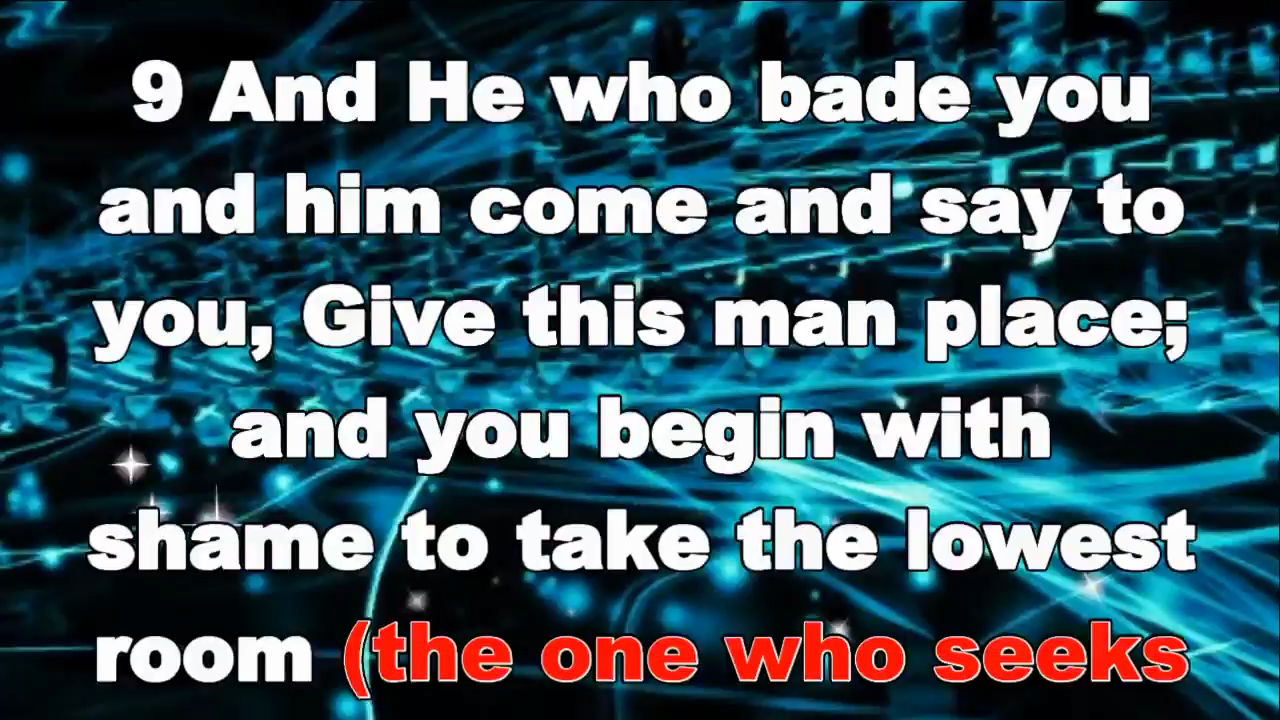 9 And He who bade you
and him come and say to
you, Give this man place;
and you begin with
shame to take the lowest
room (the one who seeks